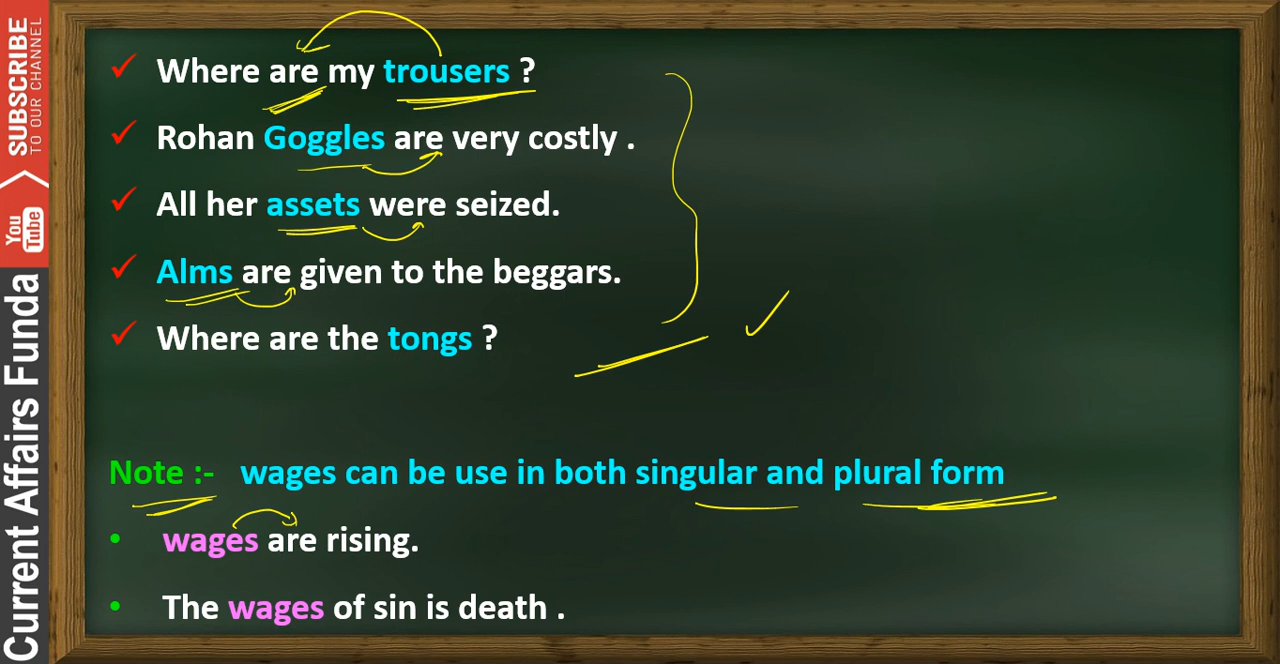 SUBSCRIBE
TO OUR CHANNEL
You
Tube
Current Affairs Funda
Where are my trousers ?
Rohan Goggles are very costly .
All her assets were seized.
Alms are given to the beggars.
Where are the tongs ?
Note :- wages can be use in both singular and plural form
wages are rising.
The wages of sin is death .